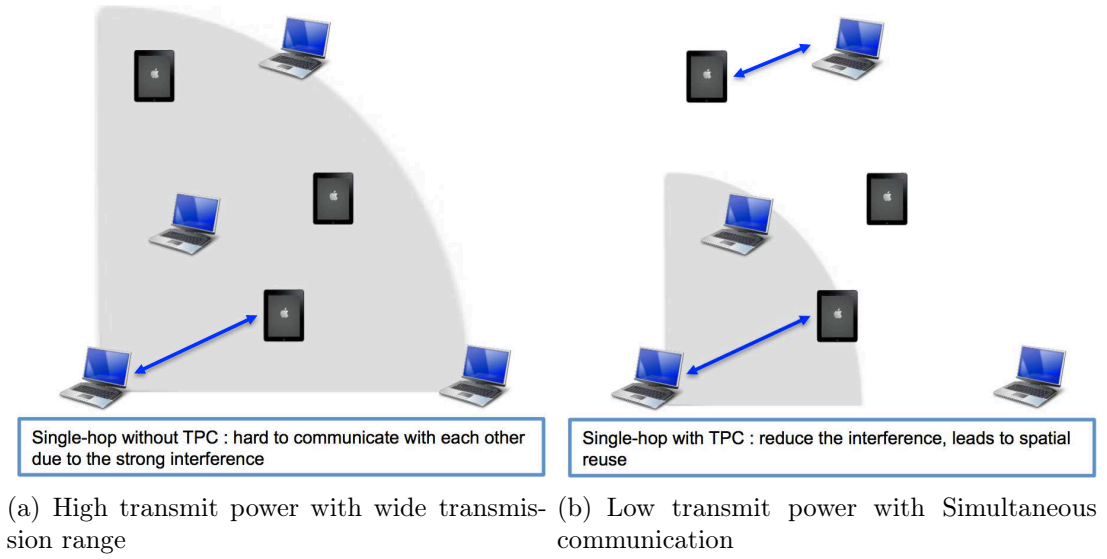 Single-hop without TPC : hard to communicate with each other
due to the strong interference
Single-hop with TPC : reduce the interference, leads to spatial
reuse
(a) High transmit power with wide transmis-
sion range
(b) Low transmit power with Simultaneous
communication